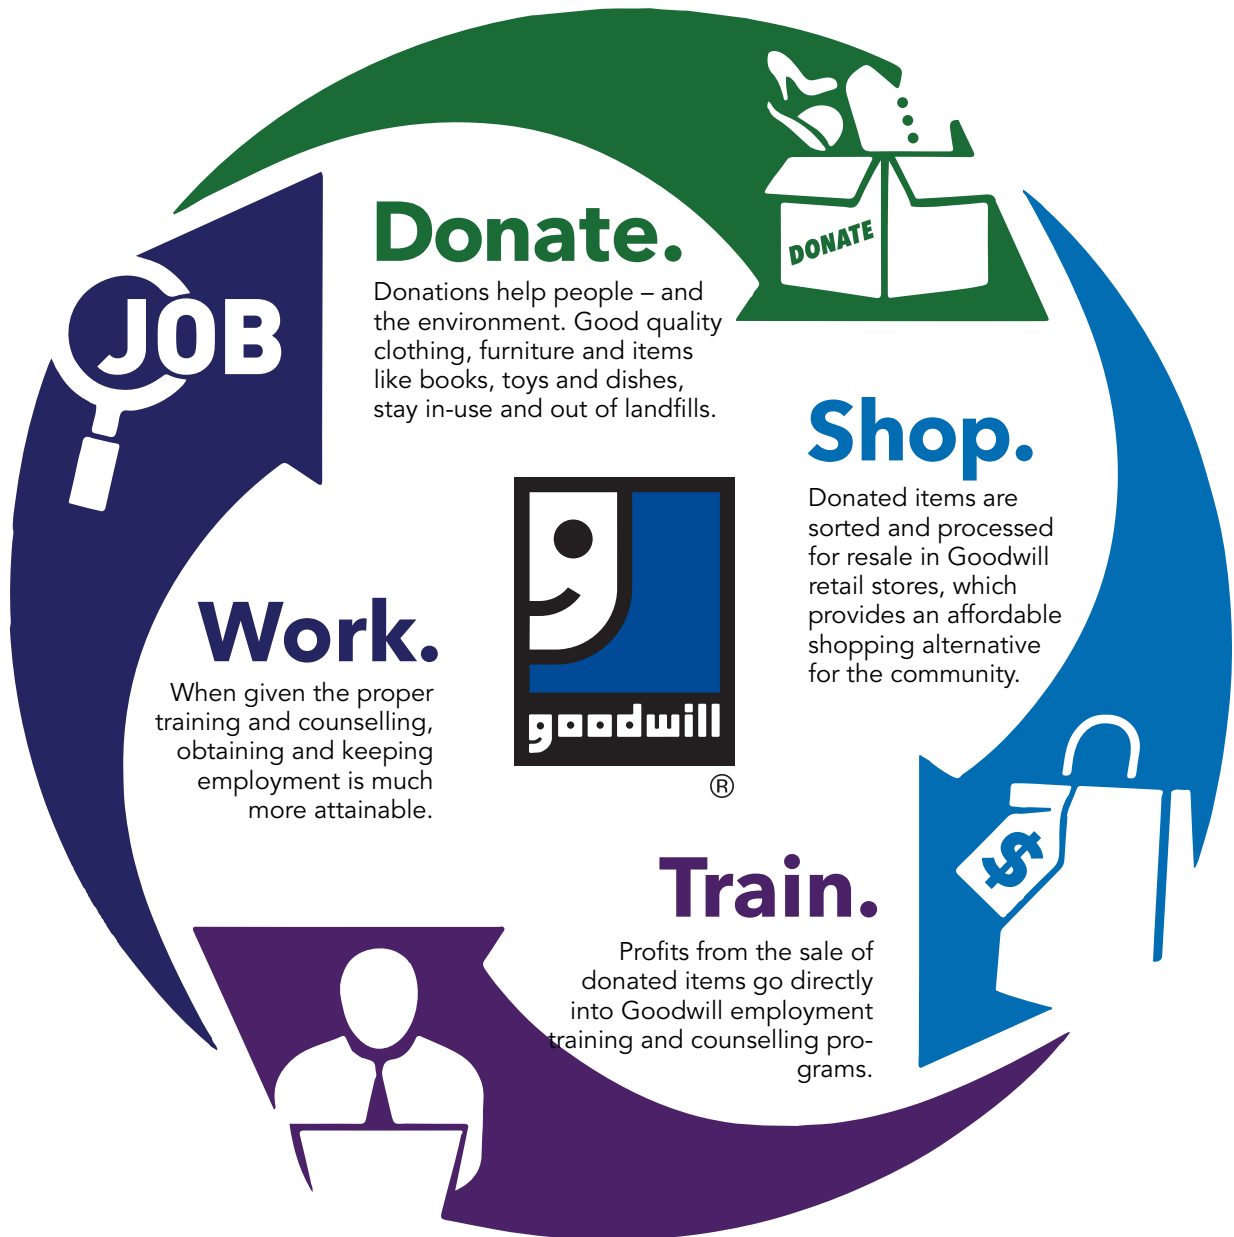 Donate.
Donations help people – and
the environment. Good quality
clothing, furniture and items
like books, toys and dishes,
stay in-use and out of landfills.
DONATE
Shop.
Donated items are
sorted and processed
for resale in Goodwill
retail stores, which
provides an affordable
shopping alternative
for the community.
$
Train.
Profits from the sale of
donated items go directly
into Goodwill employment
training and counselling pro-
grams.
Work.
When given the proper
training and counselling,
obtaining and keeping
employment is much
more attainable.
JOB
goodwill
®